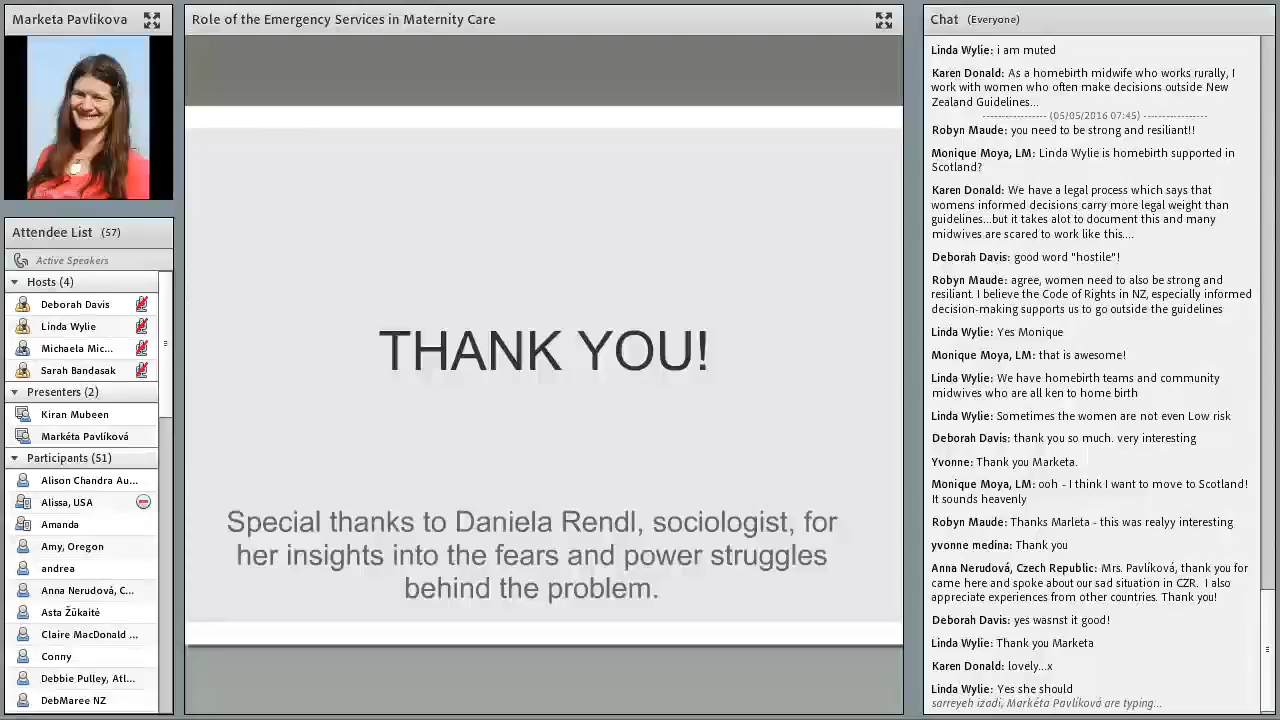 Marketa Pavlikova
Role of the Emergency Services in Maternity Care
Chat (Everyone)
Attendee List (57)
Active Speakers
Hosts (4)
Deborah Davis
Linda Wylie
Michaela Mic...
Sarah Bandasak
Presenters (2)
Kiran Mubeen
Markéta Pavlíková
Participants (51)
Alison Chandra Au...
Alissa, USA
Amanda
Amy, Oregon
andrea
Anna Nerudová, C...
Asta Žūkaitė
Claire MacDonald ...
Conny
Debbie Pulley, Atl...
DebMaree NZ
THANK YOU!
Special thanks to Daniela Rendl, sociologist, for
her insights into the fears and power struggles
behind the problem.
Linda Wylie: i am muted
Karen Donald: As a homebirth midwife who works rurally, I
work with women who often make decisions outside New
Zealand Guidelines...
----------------- (05/05/2016 07:45) -----------------
Robyn Maude: you need to be strong and resiliant!!
Monique Moya, LM: Linda Wylie is homebirth supported in
Scotland?
Karen Donald: We have a legal process which says that
womens informed decisions carry more legal weight than
guidelines...but it takes alot to document this and many
midwives are scared to work like this....
Deborah Davis: good word "hostile"!
Robyn Maude: agree, women need to also be strong and
resiliant. I believe the Code of Rights in NZ, especially informed
decision-making supports us to go outside the guidelines
Linda Wylie: Yes Monique
Monique Moya, LM: that is awesome!
Linda Wylie: We have homebirth teams and community
midwives who are all ken to home birth
Linda Wylie: Sometimes the women are not even Low risk
Deborah Davis: thank you so much. very interesting
Yvonne: Thank you Marketa.
Monique Moya, LM: ooh - I think I want to move to Scotland!
It sounds heavenly
Robyn Maude: Thanks Marleta - this was realyy interesting
yvonne medina: Thank you
Anna Nerudová, Czech Republic: Mrs. Pavlíková, thank you for
came here and spoke about our sad situation in CZR. I also
appreciate experiences from other countries. Thank you!
Deborah Davis: yes wasnst it good!
Linda Wylie: Thank you Marketa
Karen Donald: lovely...x
Linda Wylie: Yes she should
sarreyeh izadi, Markéta Pavlíková are typing...